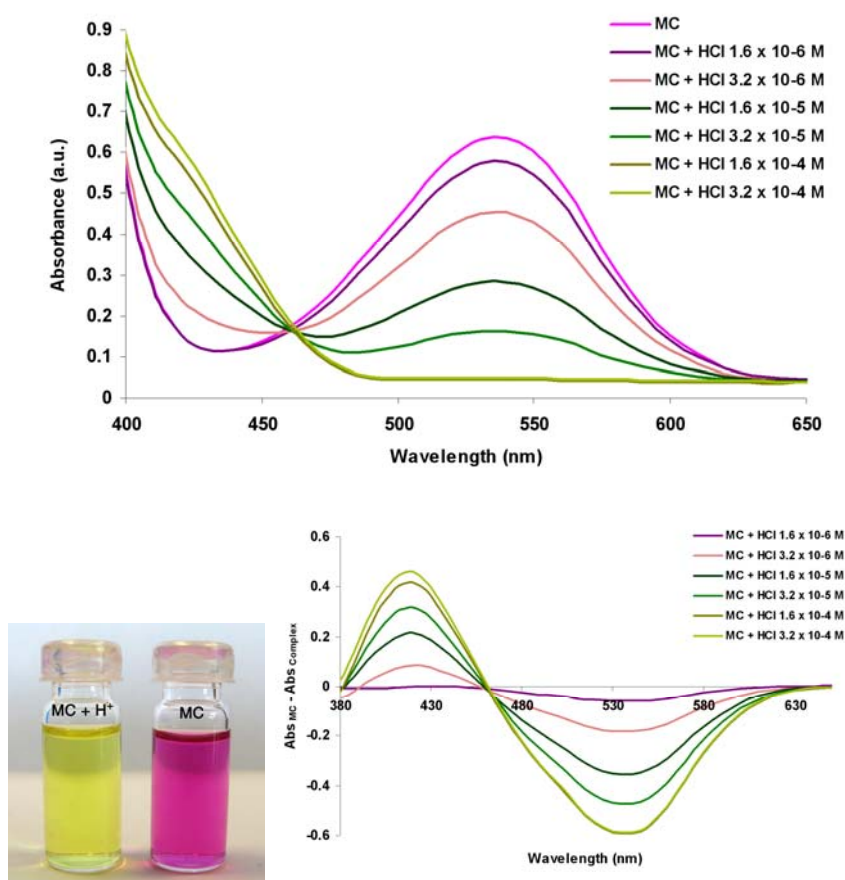 0.9
0.8
0.7
0.6
0.5
0.4
0.3
0.2
0.1
0
Absorbance (a.u.)
400 450 500 550 600 650
Wavelength (nm)
MC
MC + HCl 1.6 x 10-6 M
MC + HCl 3.2 x 10-6 M
MC + HCl 1.6 x 10-5 M
MC + HCl 3.2 x 10-5 M
MC + HCl 1.6 x 10-4 M
MC + HCl 3.2 x 10-4 M
MC + H⁺ MC
0.6
0.4
0.2
0
-0.2
-0.4
-0.6
Abs MC - Abs Complex
380 430 480 530 580 630
Wavelength (nm)
MC + HCl 1.6 x 10-6 M
MC + HCl 3.2 x 10-6 M
MC + HCl 1.6 x 10-5 M
MC + HCl 3.2 x 10-5 M
MC + HCl 1.6 x 10-4 M
MC + HCl 3.2 x 10-4 M